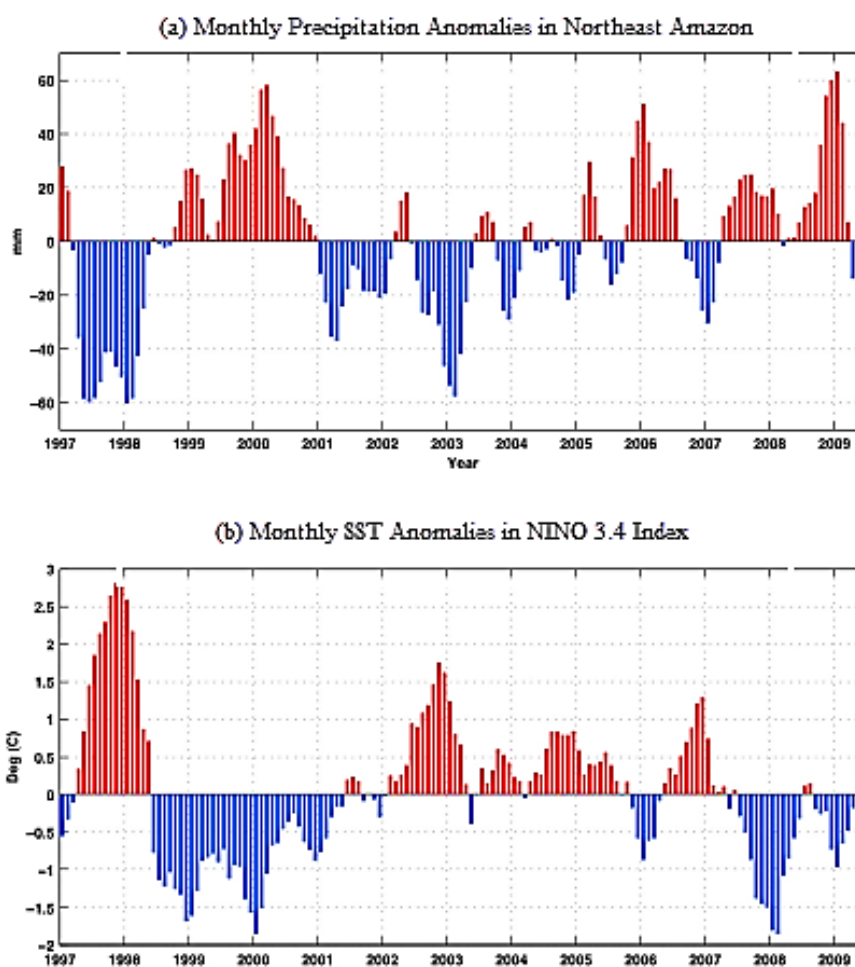 (a) Monthly Precipitation Anomalies in Northeast Amazon
60
40
20
0
-20
-40
-60
mm
1997 1998 1999 2000 2001 2002 2003 2004 2005 2006 2007 2008 2009
Year
(b) Monthly SST Anomalies in NINO 3.4 Index
3
2.5
2
1.5
1
0.5
0
-0.5
-1
-1.5
-2
Deg (C)
1997 1998 1999 2000 2001 2002 2003 2004 2005 2006 2007 2008 2009